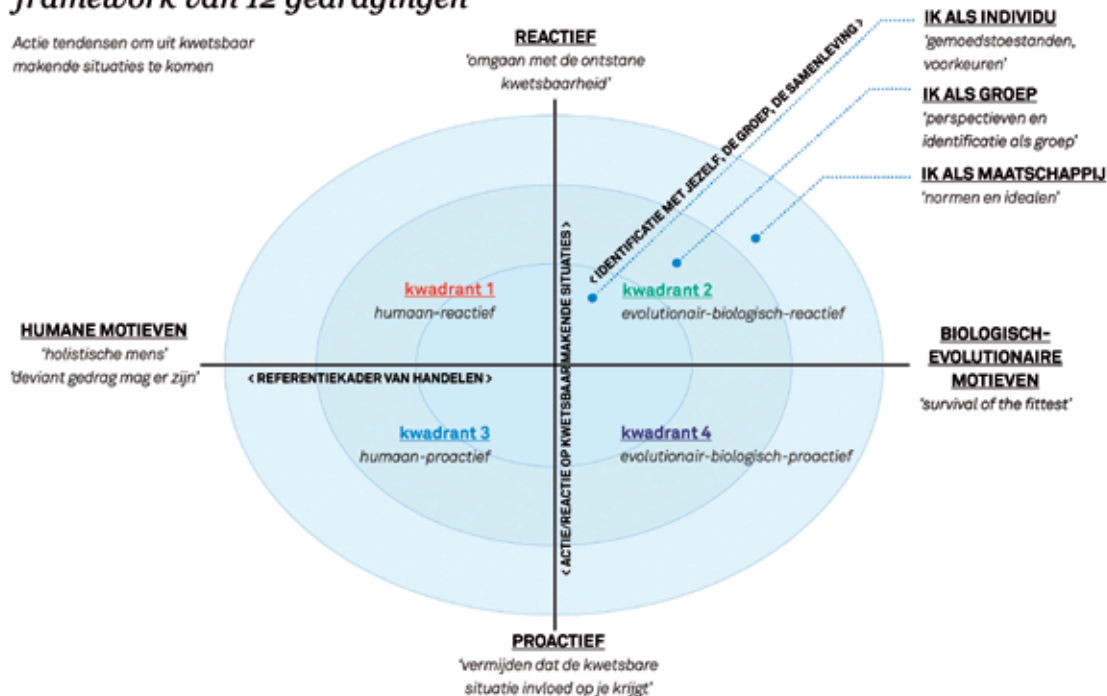 framework van 12 gedragingen
Actie tendensen om uit kwetsbaar
makende situaties te komen
REACTIEF
'omgaan met de ontstane
kwetsbaarheid'
IK ALS INDIVIDU
'gemoedstoestanden,
voorkeuren'
IK ALS GROEP
'perspectieven en
identificatie als groep'
IK ALS MAATSCHAPPIJ
'normen en idealen'
< IDENTIFICATIE MET JEZELF, DE GROEP, DE SAMENLEVING >
kwadrant 1
humaan-reactief
kwadrant 2
evolutionair-biologisch-reactief
HUMANE MOTIEVEN
'holistische mens'
'deviant gedrag mag er zijn'
< REFERENTIEKADER VAN HANDELEN >
< ACTIE/REACTIE OP KWETSBAAR MAKENDE SITUATIES >
BIOLOGISCH-
EVOLUTIONAIRE
MOTIEVEN
'survival of the fittest'
kwadrant 3
humaan-proactief
kwadrant 4
evolutionair-biologisch-proactief
PROACTIEF
'vermijden dat de kwetsbare
situatie invloed op je krijgt'